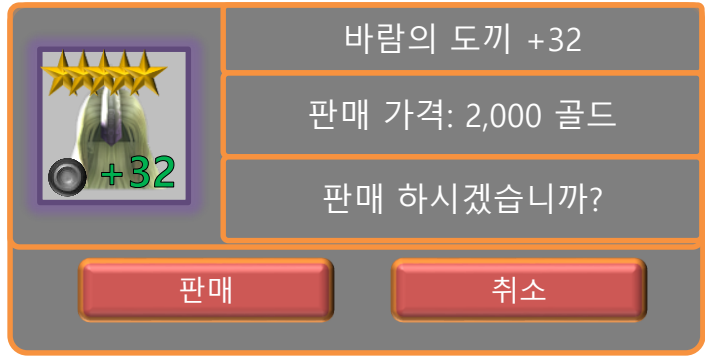 바람의 도끼 +32
+32
판매 가격: 2,000 골드
판매 하시겠습니까?
판매
취소